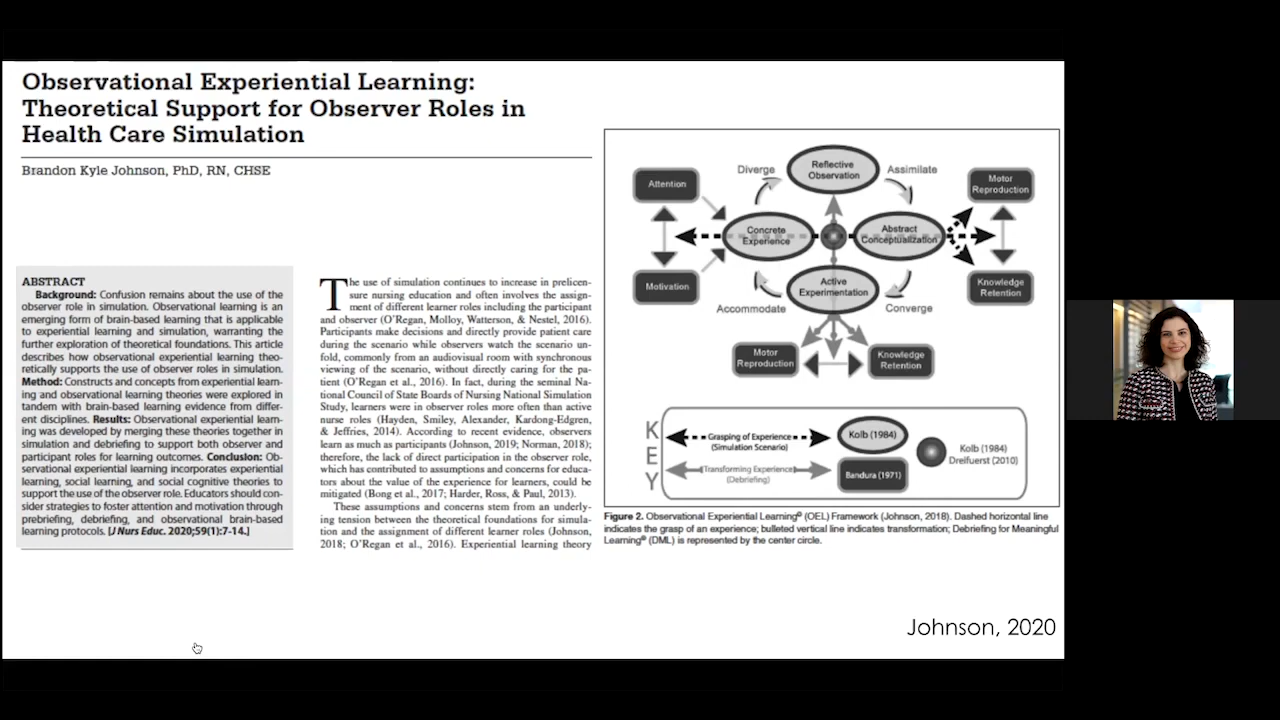 Observational Experiential Learning:
Theoretical Support for Observer Roles in
Health Care Simulation
Brandon Kyle Johnson, PhD, RN, CHSE
ABSTRACT
Background: Confusion remains about the use of the
observer role in simulation. Observational learning is an
emerging form of brain-based learning that is applicable
to experiential learning and simulation, warranting the
further exploration of theoretical foundations. This article
describes how observational experiential learning theo-
retically supports the use of observer roles in simulation.
Method: Constructs and concepts from experiential learn-
ing and observational learning theories were explored in
tandem with brain-based learning evidence from differ-
ent disciplines. Results: Observational experiential learn-
ing was developed by merging these theories together in
simulation and debriefing to support both observer and
participant roles for learning outcomes. Conclusion: Ob-
servational experiential learning incorporates experiential
learning, social learning, and social cognitive theories to
support the use of the observer role. Educators should con-
sider strategies to foster attention and motivation through
prebriefing, debriefing, and observational brain-based
learning protocols. [J Nurs Educ. 2020;59(1):7-14.]
The use of simulation continues to increase in prelicen-
sure nursing education and often involves the assign-
ment of different learner roles including the participant
and observer (O'Regan, Molloy, Watterson, & Nestel, 2016).
Participants make decisions and directly provide patient care
during the scenario while observers watch the scenario un-
fold, commonly from an audiovisual room with synchronous
viewing of the scenario, without directly caring for the pa-
tient (O'Regan et al., 2016). In fact, during the seminal Na-
tional Council of State Boards of Nursing National Simulation
Study, learners were in observer roles more often than active
nurse roles (Hayden, Smiley, Alexander, Kardong-Edgren,
& Jeffries, 2014). According to recent evidence, observers
learn as much as participants (Johnson, 2019; Norman, 2018);
therefore, the lack of direct participation in the observer role,
which has contributed to assumptions and concerns for educa-
tors about the value of the experience for learners, could be
mitigated (Bong et al., 2017; Harder, Ross, & Paul, 2013).
These assumptions and concerns stem from an underly-
ing tension between the theoretical foundations for simula-
tion and the assignment of different learner roles (Johnson,
2018; O'Regan et al., 2016). Experiential learning theory
Diverge
Reflective
Observation
Assimilate
Attention
Motor
Reproduction
Concrete
Experience
Abstract
Conceptualization
Motivation
Active
Experimentation
Knowledge
Retention
Accommodate
Converge
Motor
Reproduction
Knowledge
Retention
KEY
Grasping of Experience
(Simulation Scenario)
Kolb (1984)
Transforming Experience
(Debriefing)
Bandura (1971)
Kolb (1984)
Dreifuerst (2010)
Figure 2. Observational Experiential Learning© (OEL) Framework (Johnson, 2018). Dashed horizontal line
indicates the grasp of an experience; bulleted vertical line indicates transformation; Debriefing for Meaningful
Learning© (DML) is represented by the center circle.
Johnson, 2020